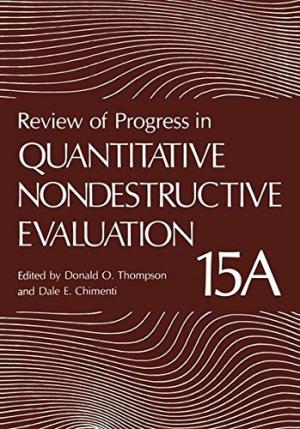 Review of Progress in
QUANTITATIVE
NONDESTRUCTIVE
EVALUATION
Edited by Donald O. Thompson
and Dale E. Chimenti
15A